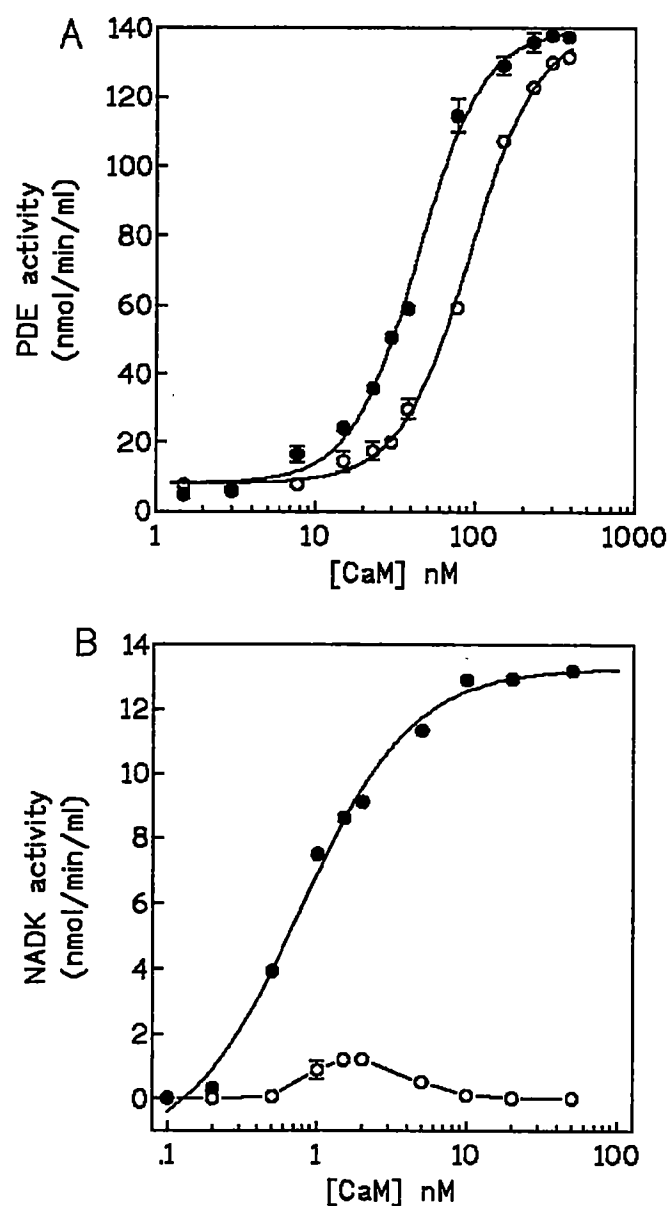 A
PDE activity
(nmol/min/ml)
140
120
100
80
60
40
20
0
1 10 100 1000
[CaM] nM
B
NADK activity
(nmol/min/ml)
14
12
10
8
6
4
2
0
.1 1 10 100
[CaM] nM